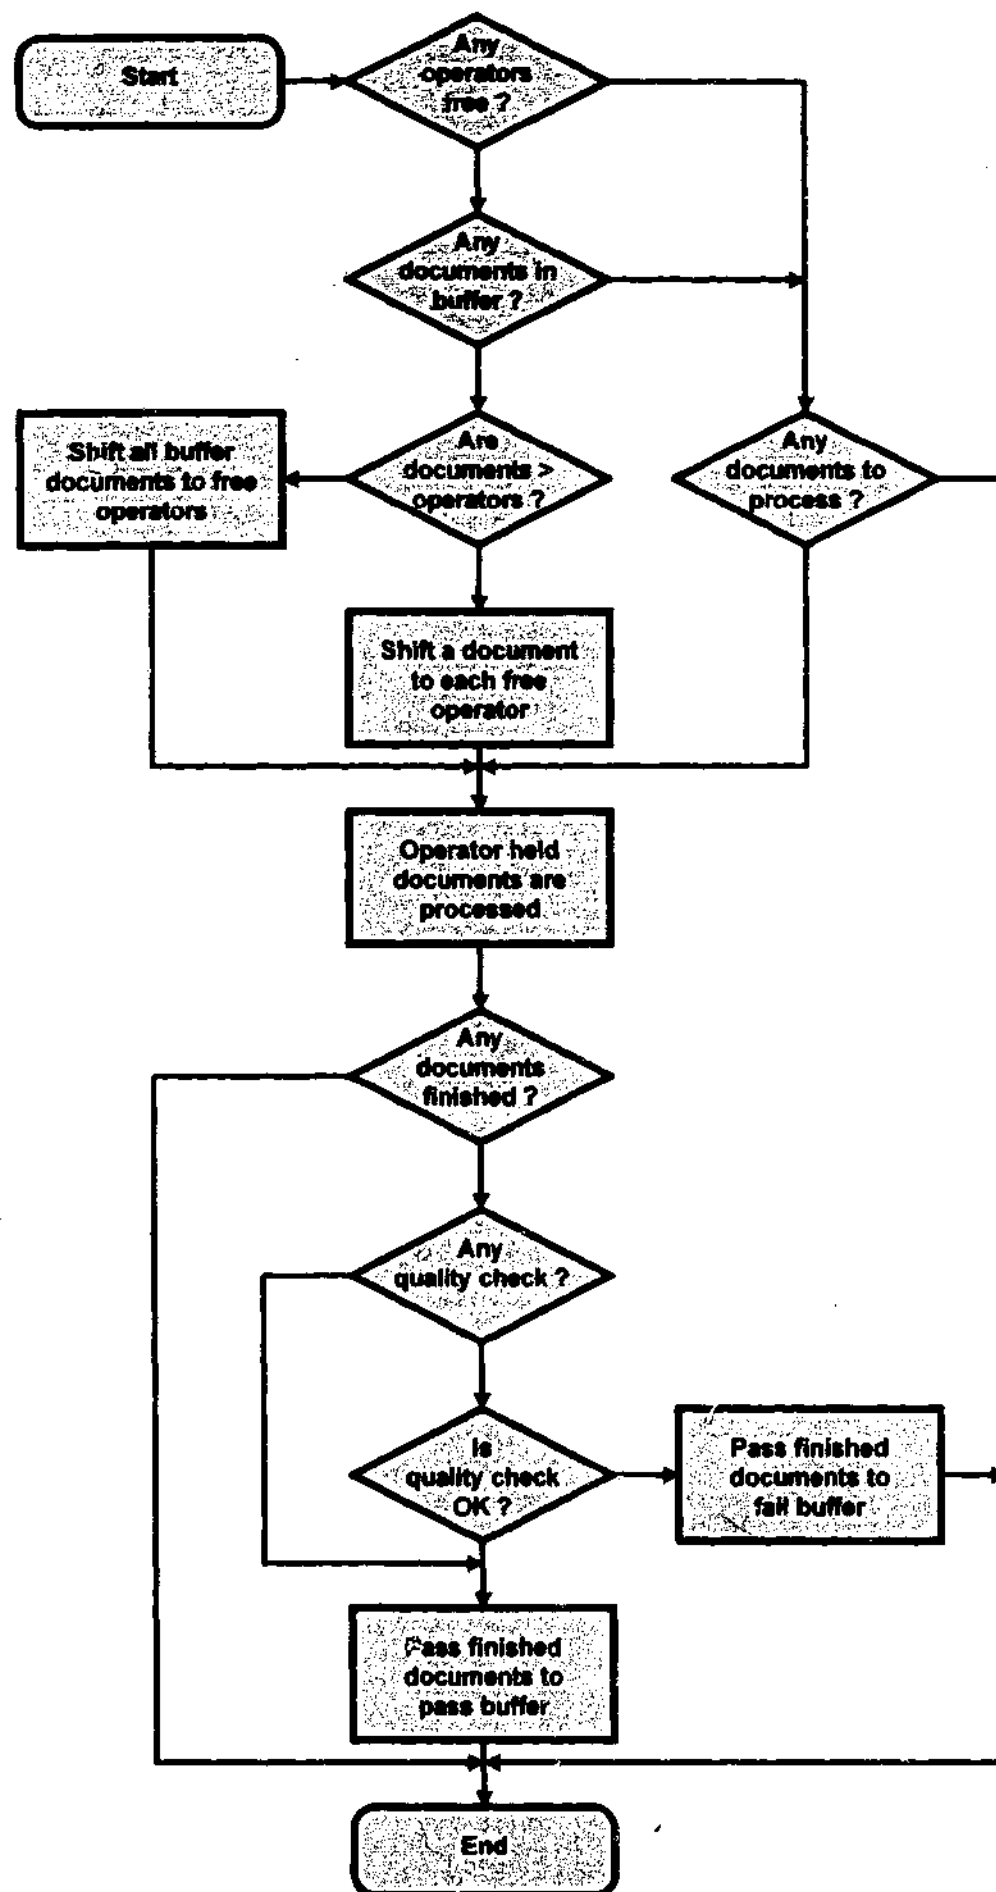 Start
Any
operators
free ?
Any
documents in
buffer ?
Shift all buffer
documents to free
operators
Are
documents >
operators ?
Any
documents to
process ?
Shift a document
to each free
operator
Operator held
documents are
processed
Any
documents
finished ?
Any
quality check ?
Is
quality check
OK ?
Pass finished
documents to
fail buffer
Pass finished
documents to
pass buffer
End